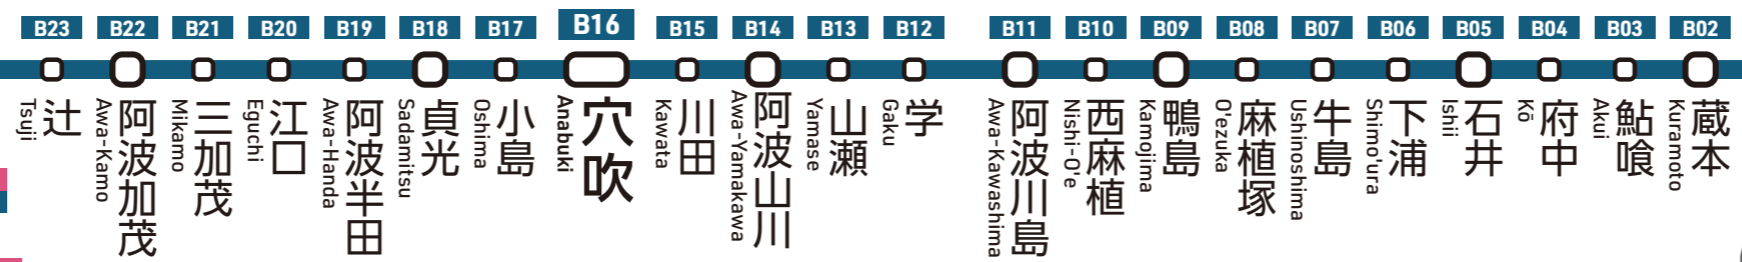 B23
辻
Tsuji
B22
阿波加茂
Awa-Kamo
B21
三加茂
Mikamo
B20
江口
Eguchi
B19
阿波半田
Awa-Handa
B18
貞光
Sadamitsu
B17
小島
Oshima
B16
穴吹
Anabuki
B15
川田
Kawata
B14
阿波山川
Awa-Yamakawa
B13
山瀬
Yamase
B12
学
Gaku
B11
阿波川島
Awa-Kawashima
B10
西麻植
Nishi-O'e
B09
鴨島
Kamojima
B08
麻植塚
O'ezuka
B07
牛島
Ushinoshima
B06
下浦
Shimo'ura
B05
石井
Ishii
B04
府中
Kō
B03
鮎喰
Akui
B02
蔵本
Kuramoto